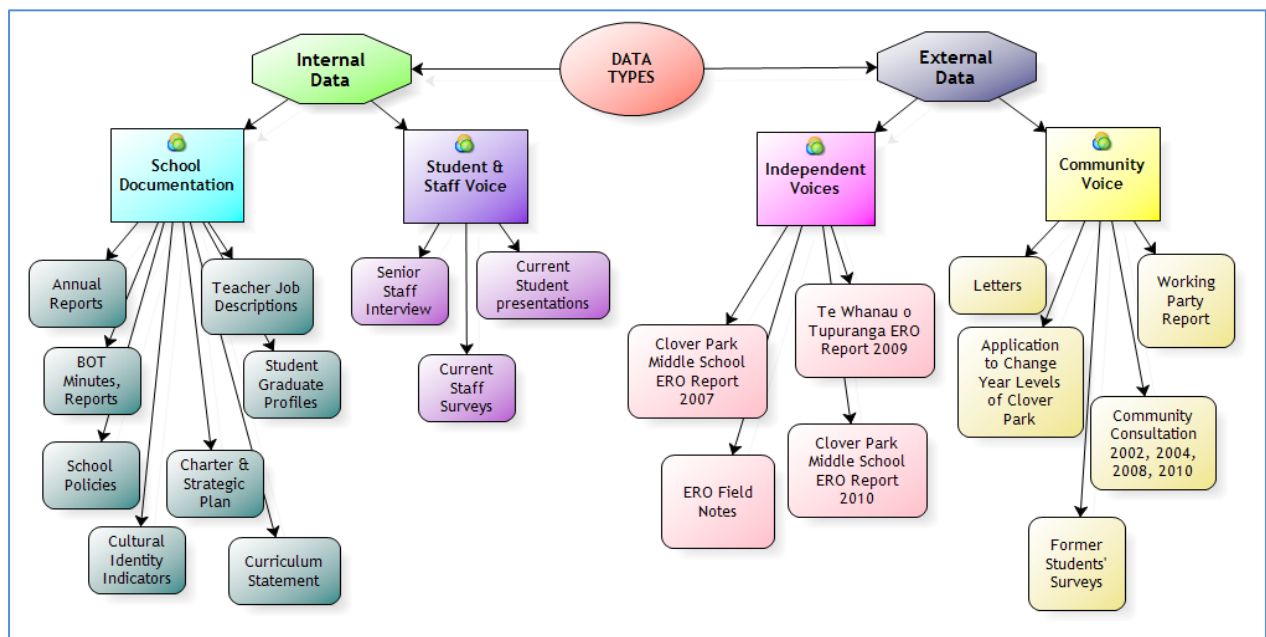 Internal
Data
DATA
TYPES
External
Data
School
Documentation
Student &
Staff Voice
Independent
Voices
Community
Voice
Annual
Reports
Teacher Job
Descriptions
BOT
Minutes,
Reports
Student
Graduate
Profiles
School
Policies
Charter &
Strategic
Plan
Cultural
Identity
Indicators
Curriculum
Statement
Senior
Staff
Interview
Current
Student
presentations
Current
Staff
Surveys
Clover Park
Middle School
ERO Report
2007
Te Whanau o
Tupuranga ERO
Report 2009
ERO Field
Notes
Clover Park
Middle School
ERO Report
2010
Letters
Working
Party
Report
Application
to Change
Year Levels
of Clover
Park
Community
Consultation
2002, 2004,
2008, 2010
Former
Students'
Surveys